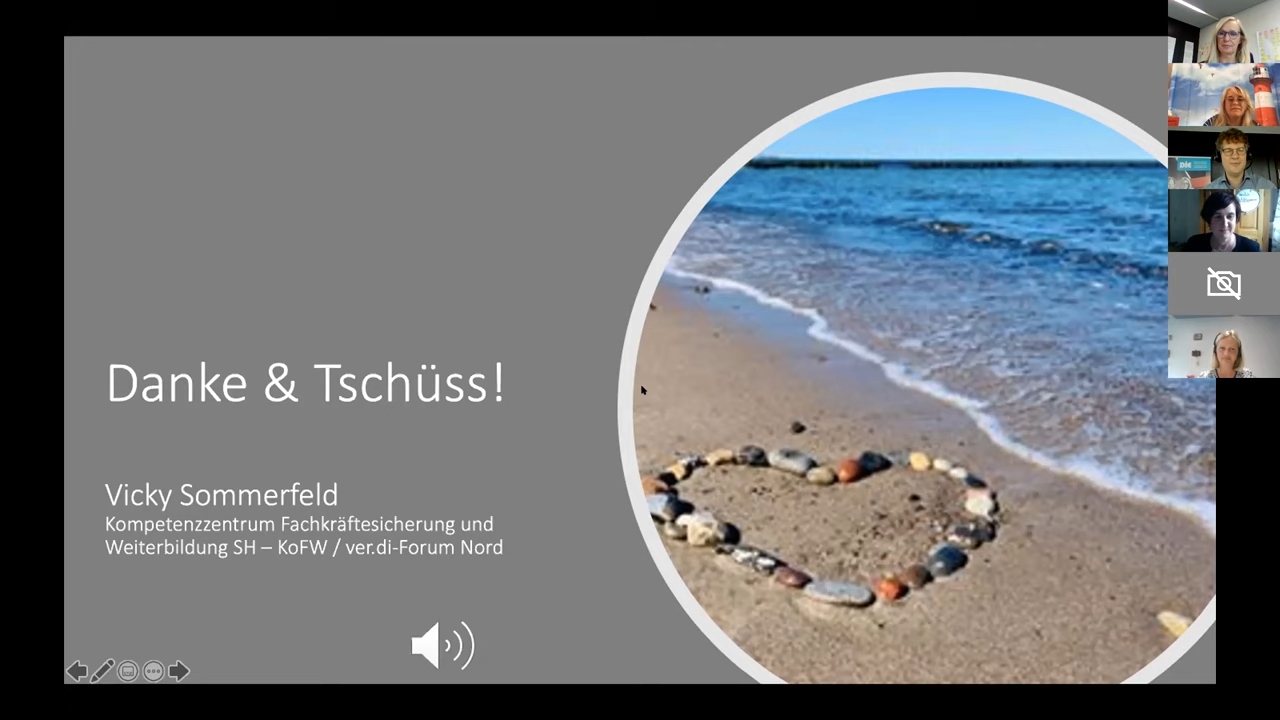 Danke & Tschüss!
Vicky Sommerfeld
Kompetenzzentrum Fachkräftesicherung und
Weiterbildung SH – KoFW / ver.di-Forum Nord